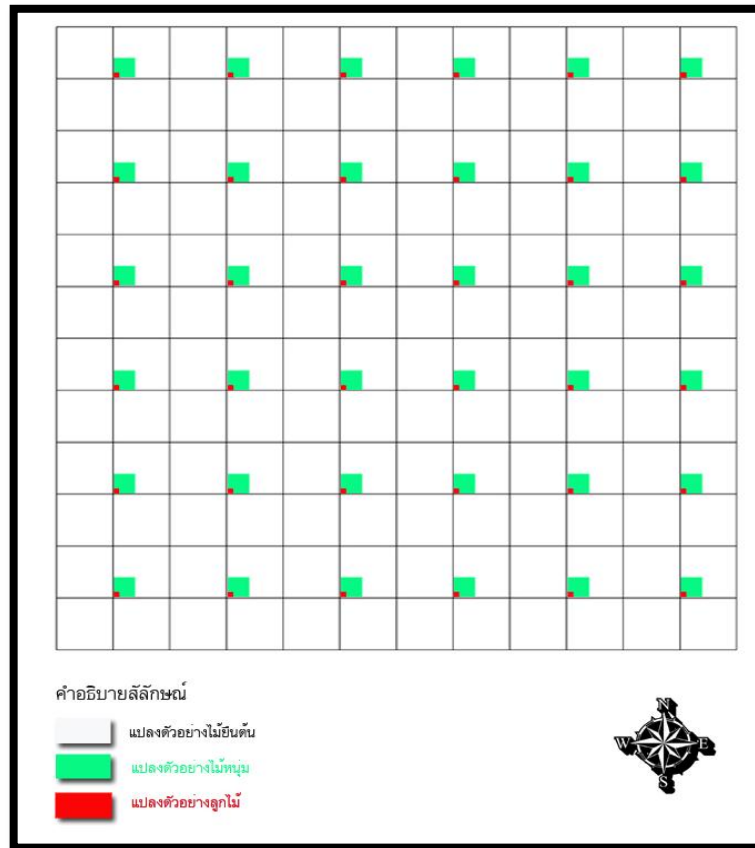 คำอธิบายสัลักษณ์
แปลงตัวอย่างไม้ยืนต้น
แปลงตัวอย่างไม้หนุ่ม
แปลงตัวอย่างลูกไม้
N
W E
S